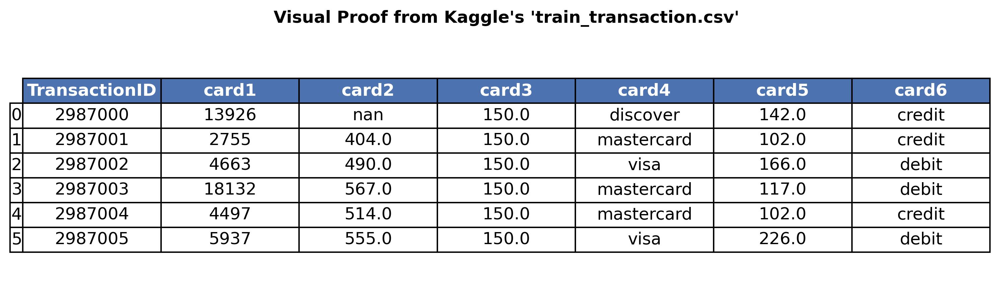 Visual Proof from Kaggle's 'train_transaction.csv'
TransactionID card1 card2 card3 card4 card5 card6
0 2987000 13926 nan 150.0 discover 142.0 credit
1 2987001 2755 404.0 150.0 mastercard 102.0 credit
2 2987002 4663 490.0 150.0 visa 166.0 debit
3 2987003 18132 567.0 150.0 mastercard 117.0 debit
4 2987004 4497 514.0 150.0 mastercard 102.0 credit
5 2987005 5937 555.0 150.0 visa 226.0 debit